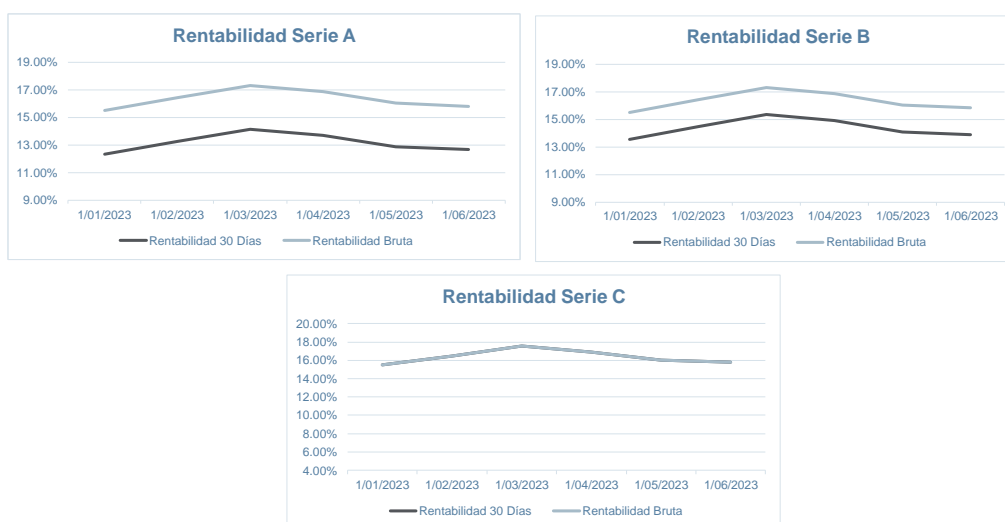 Rentabilidad Serie A
19.00%
17.00%
15.00%
13.00%
11.00%
9.00%
1/01/2023 1/02/2023 1/03/2023 1/04/2023 1/05/2023 1/06/2023
Rentabilidad 30 Días Rentabilidad Bruta
Rentabilidad Serie B
19.00%
17.00%
15.00%
13.00%
11.00%
9.00%
1/01/2023 1/02/2023 1/03/2023 1/04/2023 1/05/2023 1/06/2023
Rentabilidad 30 Días Rentabilidad Bruta
Rentabilidad Serie C
20.00%
18.00%
16.00%
14.00%
12.00%
10.00%
8.00%
6.00%
4.00%
1/01/2023 1/02/2023 1/03/2023 1/04/2023 1/05/2023 1/06/2023
Rentabilidad 30 Días Rentabilidad Bruta